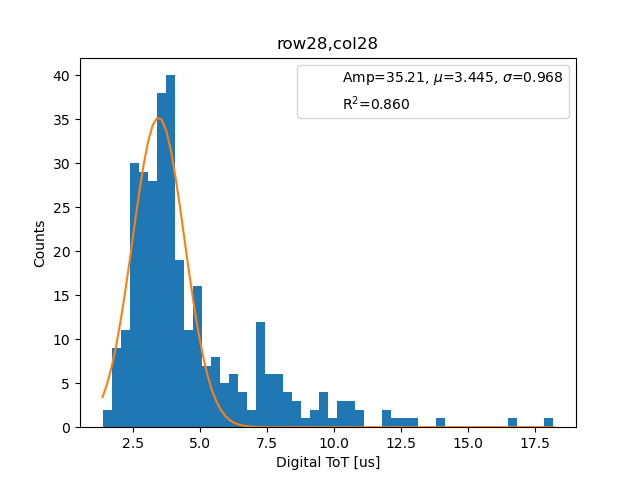 row28,col28
Amp=35.21, μ=3.445, σ=0.968
R²=0.860
40
35
30
25
20
15
10
5
0
Counts
2.5 5.0 7.5 10.0 12.5 15.0 17.5
Digital ToT [us]